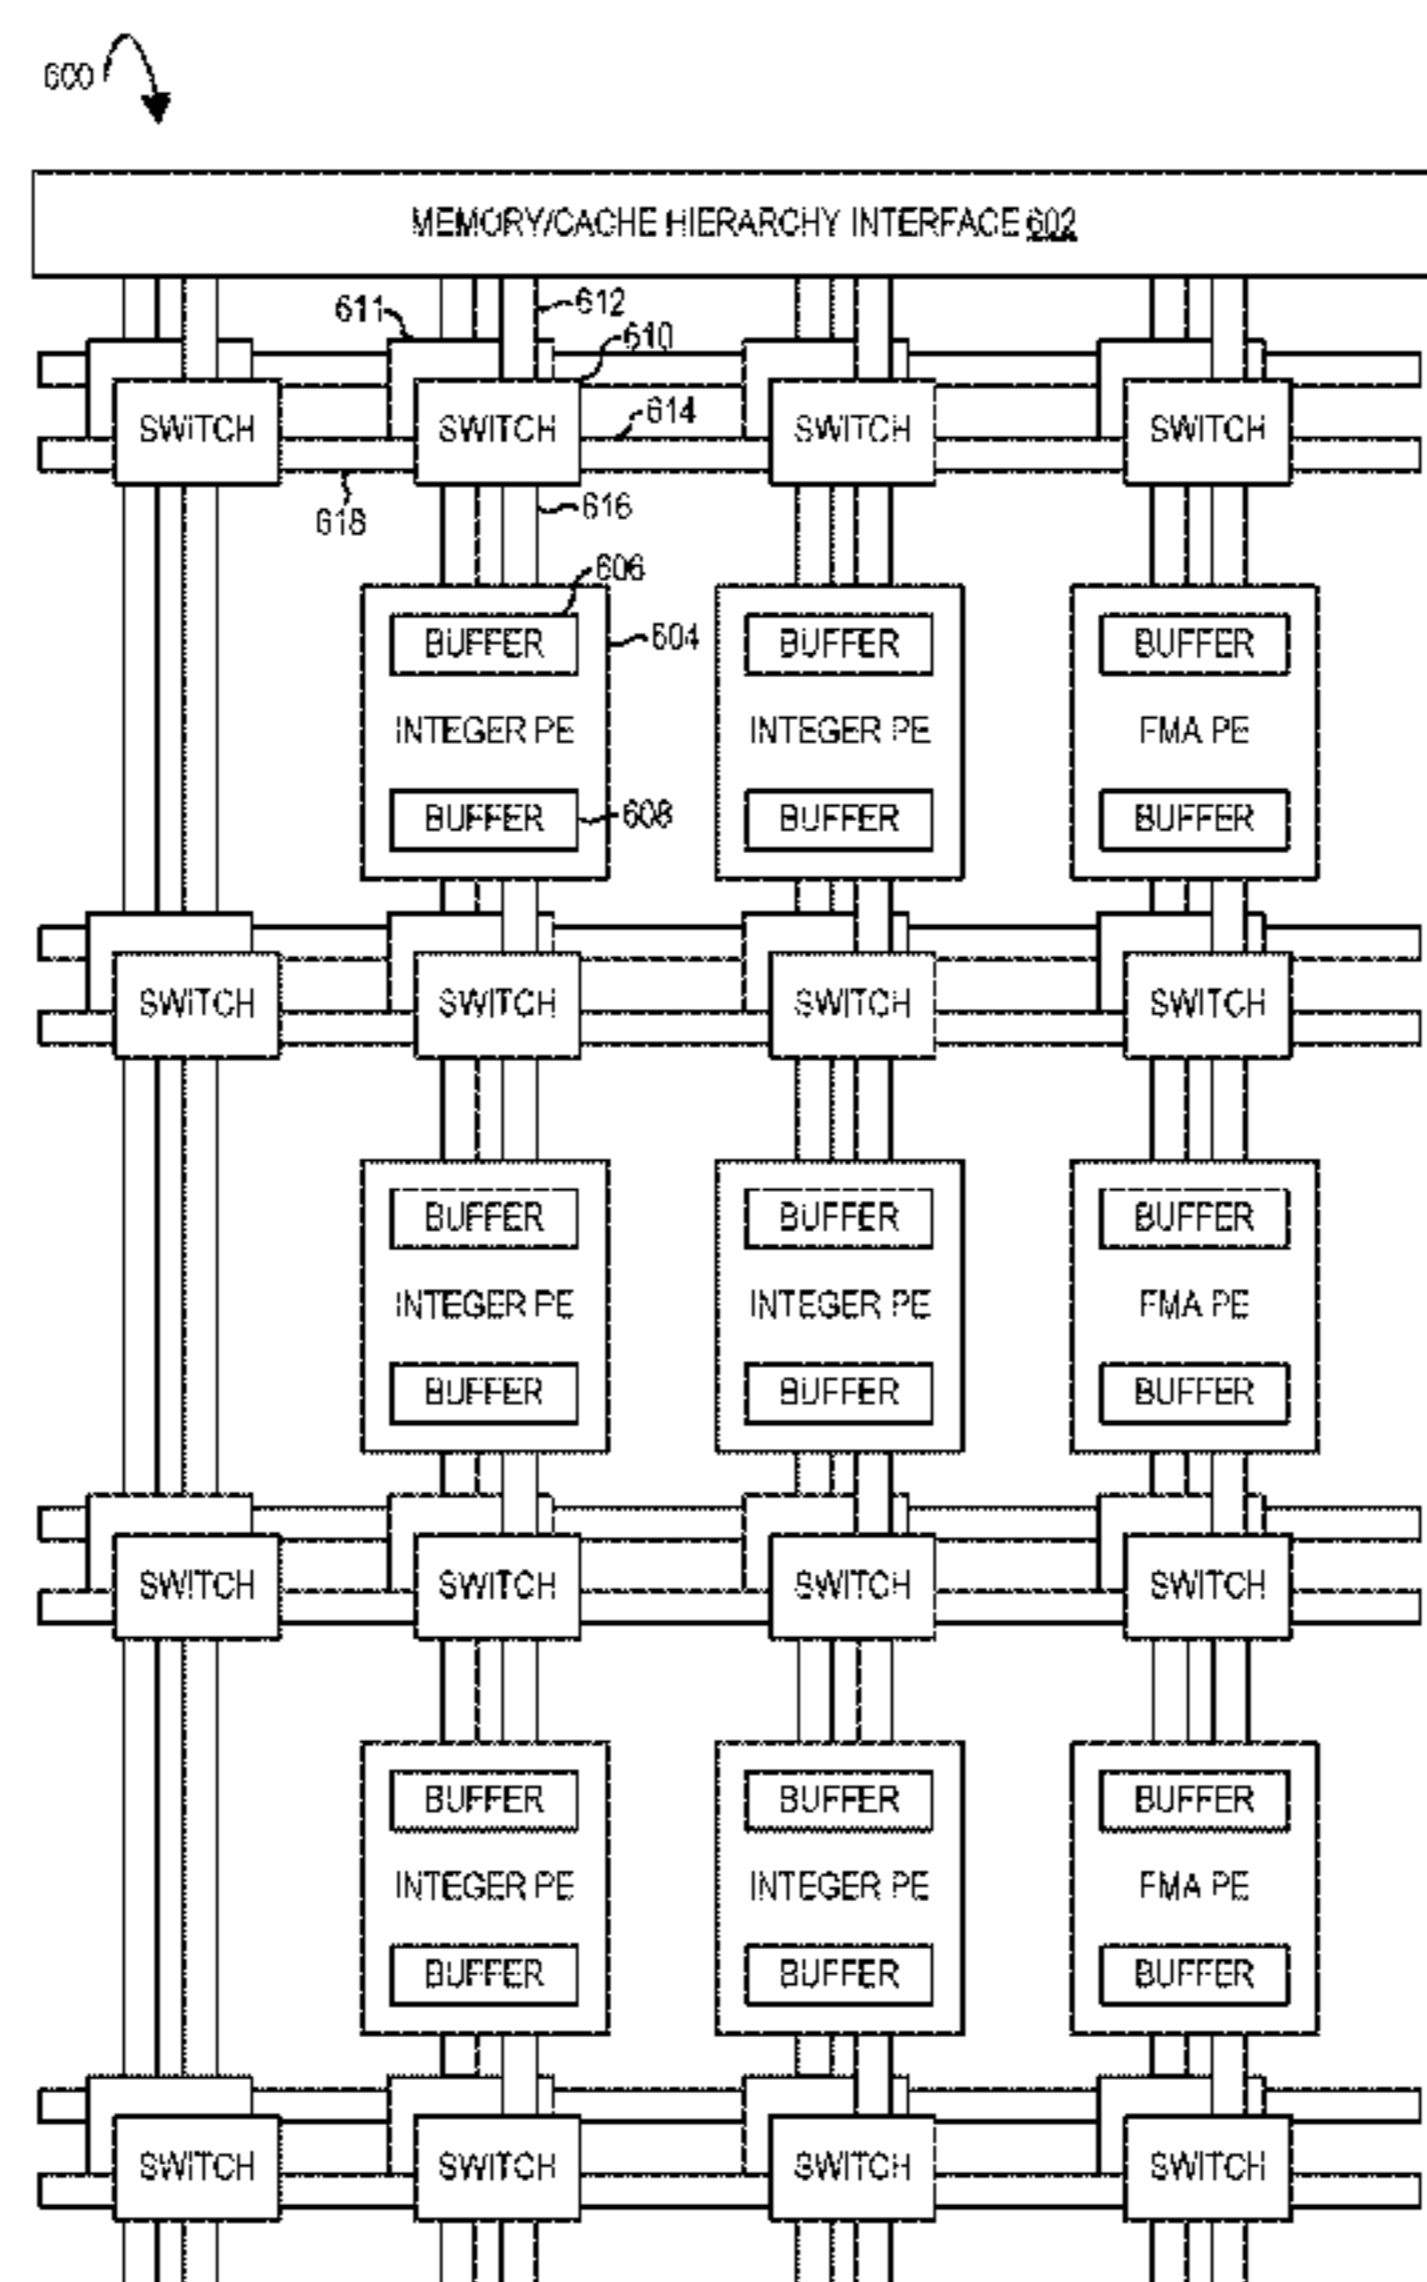 600
MEMORY/CACHE HIERARCHY INTERFACE 602
611
612
610
SWITCH SWITCH SWITCH SWITCH
614
618
616
606
604
BUFFER BUFFER BUFFER
INTEGER PE INTEGER PE FMA PE
BUFFER BUFFER BUFFER
608
SWITCH SWITCH SWITCH SWITCH
BUFFER BUFFER BUFFER
INTEGER PE INTEGER PE FMA PE
BUFFER BUFFER BUFFER
SWITCH SWITCH SWITCH SWITCH
BUFFER BUFFER BUFFER
INTEGER PE INTEGER PE FMA PE
BUFFER BUFFER BUFFER
SWITCH SWITCH SWITCH SWITCH